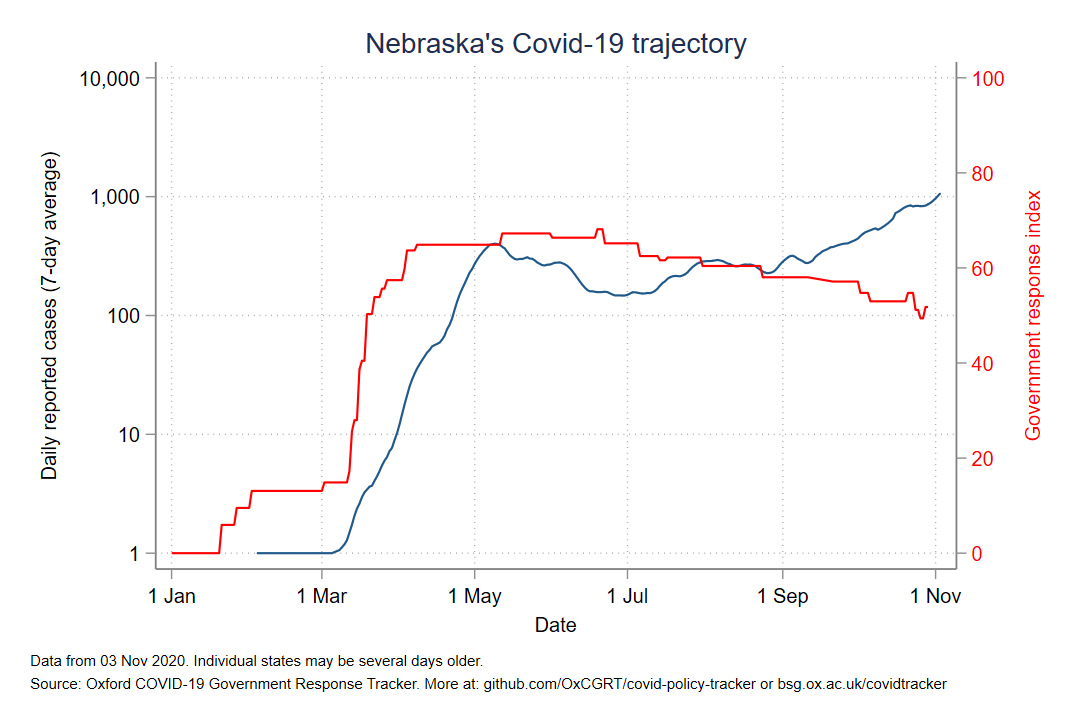 Nebraska's Covid-19 trajectory
Daily reported cases (7-day average)
10,000
1,000
100
10
1
100
80
60
40
20
0
Government response index
1 Jan
1 Mar
1 May
1 Jul
1 Sep
1 Nov
Date
Data from 03 Nov 2020. Individual states may be several days older.
Source: Oxford COVID-19 Government Response Tracker. More at: github.com/OxCGRT/covid-policy-tracker or bsg.ox.ac.uk/covidtracker